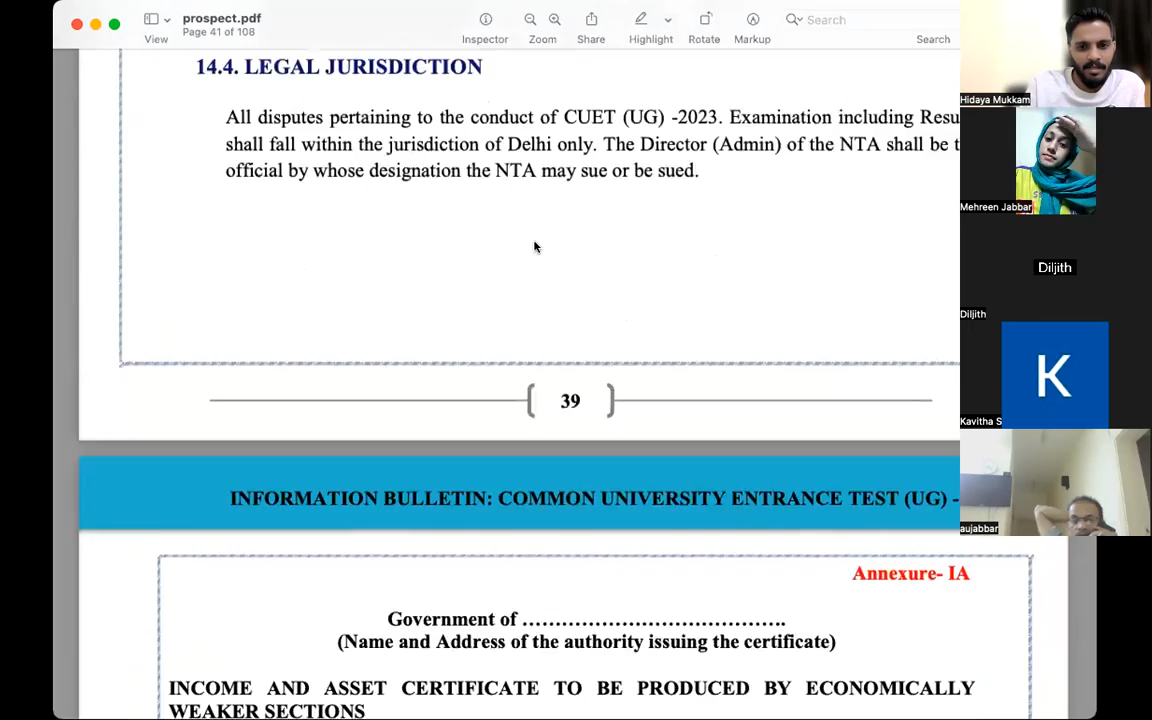 prospect.pdf
Page 41 of 108
View
Inspector
Zoom
Share
Highlight
Rotate
Markup
Search
Search
14.4. LEGAL JURISDICTION
All disputes pertaining to the conduct of CUET (UG) -2023. Examination including
shall fall within the jurisdiction of Delhi only. The Director (Admin) of the NTA shall be
official by whose designation the NTA may sue or be sued.
39
INFORMATION BULLETIN: COMMON UNIVERSITY ENTRANCE TEST (UG) -
Annexure- IA
Government of ........................................
(Name and Address of the authority issuing the certificate)
INCOME AND ASSET CERTIFICATE TO BE PRODUCED BY ECONOMICALLY
WEAKER SECTIONS
Hidaya Mukkam
Mehreen Jabbar
Diljith
Diljith
K
Kavitha S
aujabbar